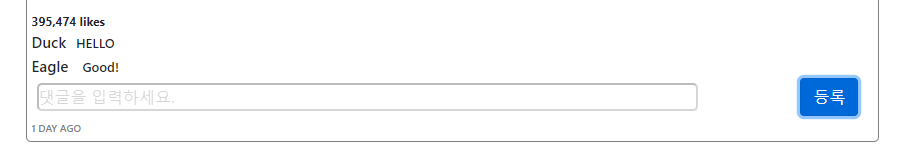 395,474 likes
Duck HELLO
Eagle Good!
댓글을 입력하세요. 등록
1 DAY AGO